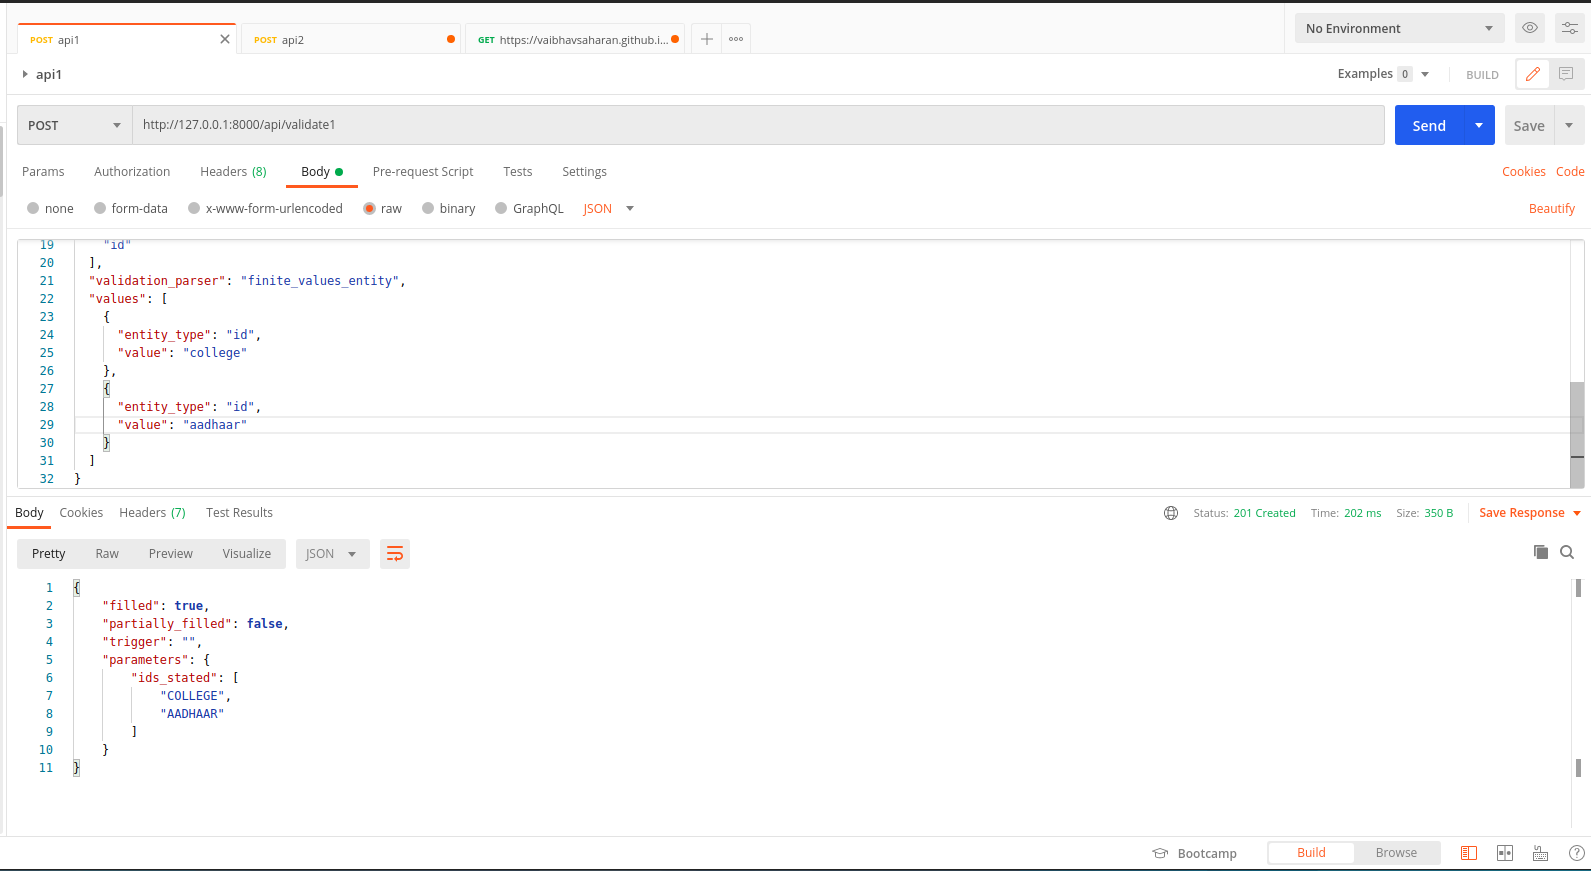 POST api1
POST api2
GET https://vaibhavsaharan.github.i...
No Environment
api1
Examples 0
BUILD
POST
http://127.0.0.1:8000/api/validate1
Send
Save
Params Authorization Headers (8) Body Pre-request Script Tests Settings
Cookies Code
none form-data x-www-form-urlencoded raw binary GraphQL JSON
Beautify
19 "id"
20 ],
21 "validation_parser": "finite_values_entity",
22 "values": [
23 {
24 "entity_type": "id",
25 "value": "college"
26 },
27 {
28 "entity_type": "id",
29 "value": "aadhaar"
30 }
31 ]
32 }
Body Cookies Headers (7) Test Results
Status: 201 Created Time: 202 ms Size: 350 B Save Response
Pretty Raw Preview Visualize JSON
1 {
2 "filled": true,
3 "partially_filled": false,
4 "trigger": "",
5 "parameters": {
6 "ids_stated": [
7 "COLLEGE",
8 "AADHAAR"
9 ]
10 }
11 }
Bootcamp Build Browse